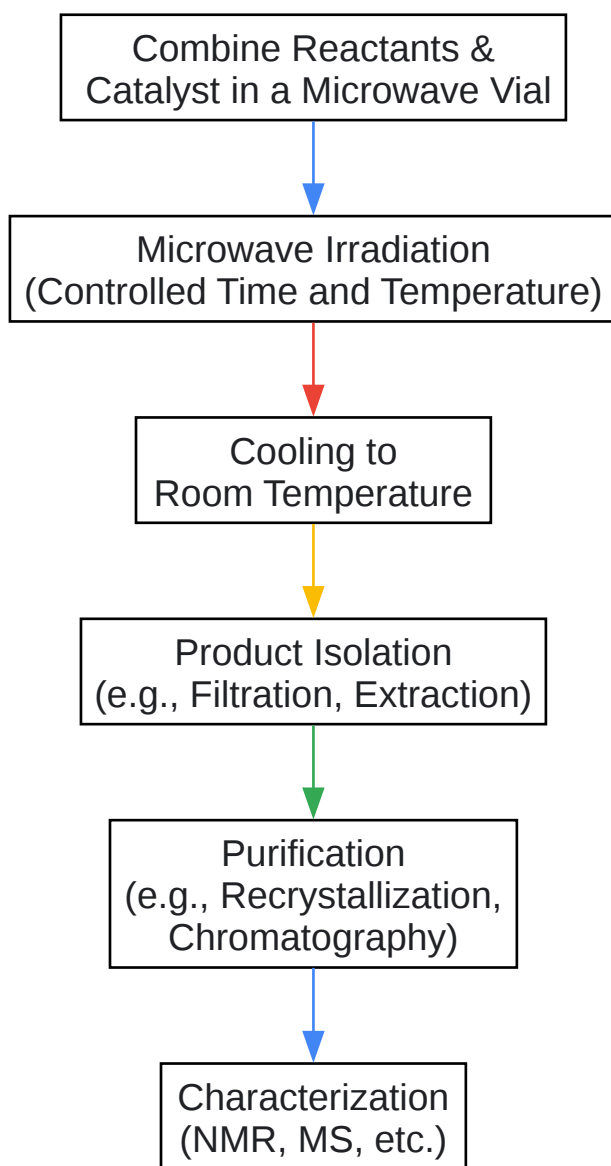 Combine Reactants &
Catalyst in a Microwave Vial
Microwave Irradiation
(Controlled Time and Temperature)
Cooling to
Room Temperature
Product Isolation
(e.g., Filtration, Extraction)
Purification
(e.g., Recrystallization,
Chromatography)
Characterization
(NMR, MS, etc.)